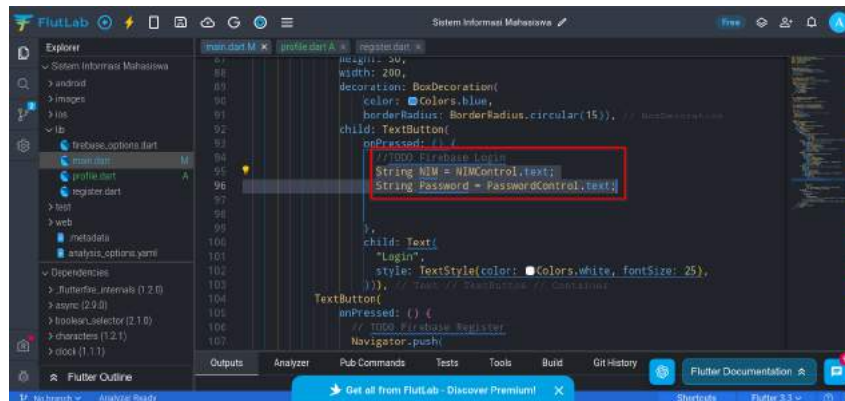 FlutLab
Sistem Informasi Mahasiswa
Free
Explorer
main.dart M
profile.dart A
register.dart
Sistem Informasi Mahasiswa
android
images
ios
lib
firebase_options.dart
main.dart M
profile.dart A
register.dart
test
web
.metadata
analysis_options.yaml
Dependencies
_flutterfire_internals (1.2.0)
async (2.9.0)
boolean_selector (2.1.0)
characters (1.2.1)
clock (1.1.1)
Flutter Outline
87 height: 50,
88 width: 200,
89 decoration: BoxDecoration(
90 color: Colors.blue,
91 borderRadius: BorderRadius.circular(15)), // BoxDecoration
92 child: TextButton(
93 onPressed: () {
94 //TODO Firebase Login
95 String NIM = NIMControl.text;
96 String Password = PasswordControl.text;
97
98
99 },
100 child: Text(
101 "Login",
102 style: TextStyle(color: Colors.white, fontSize: 25),
103 )), // Text // TextButton // Container
104 TextButton(
105 onPressed: () {
106 // TODO Firebase Register
107 Navigator.push(
Outputs Analyzer Pub Commands Tests Tools Build Git History
Flutter Documentation
Get all from FlutLab - Discover Premium!
No branch Analyzer Ready
Shortcuts Flutter 3.3